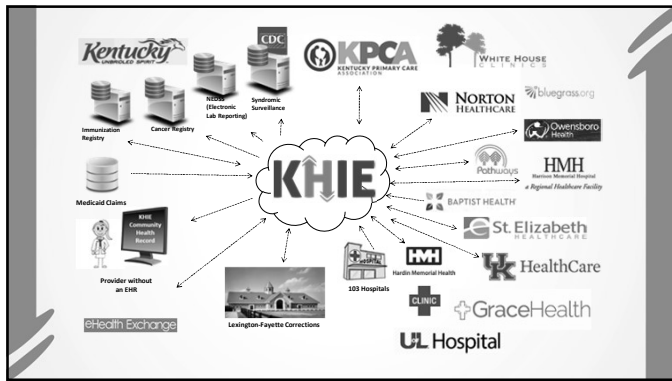 Kentucky
UNBRIDLED SPIRIT
CDC
KPCA
KENTUCKY PRIMARY CARE
ASSOCIATION
WHITE HOUSE
CLINICS
NEDSS
(Electronic
Lab Reporting)
Syndromic
Surveillance
Immunization
Registry
Cancer Registry
NORTON
HEALTHCARE
bluegrass.org
Owensboro
Health
Pathways
HMH
Harrison Memorial Hospital
a Regional Healthcare Facility
KHIE
Medicaid Claims
BAPTIST HEALTH
St. Elizabeth
HEALTHCARE
KHIE
Community
Health
Record
HOSPITAL
HMH
Hardin Memorial Health
UK HealthCare
Provider without
an EHR
103 Hospitals
CLINIC
GraceHealth
eHealth Exchange
Lexington-Fayette Corrections
UL Hospital